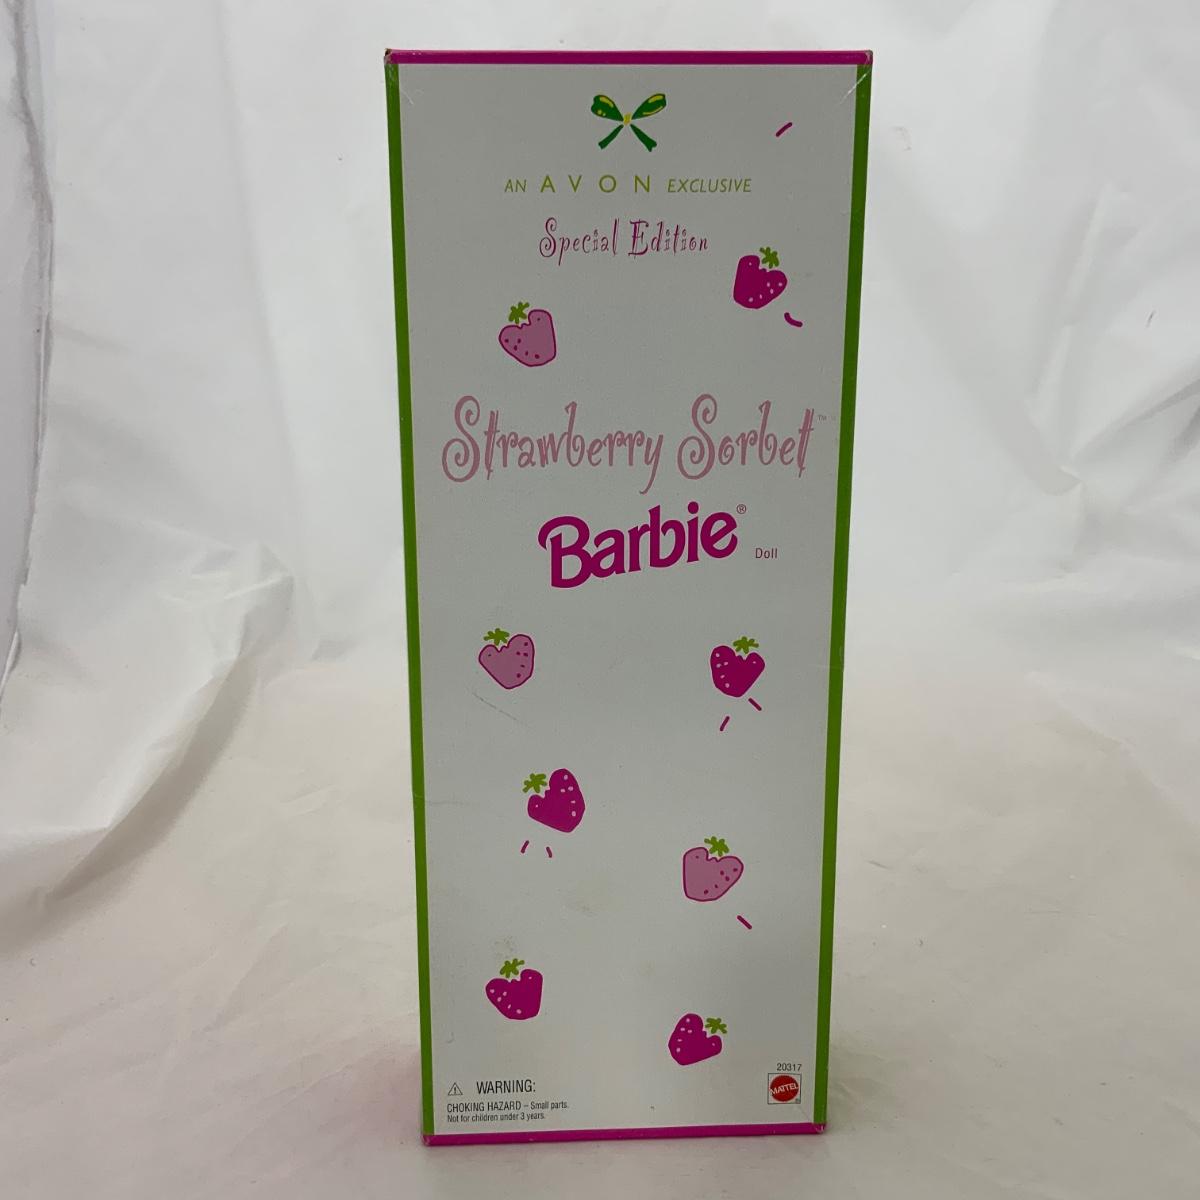 AN AVON EXCLUSIVE
Special Edition
Strawberry Sorbet™
Barbie® Doll
20317
MATTEL®
⚠ WARNING:
CHOKING HAZARD – Small parts.
Not for children under 3 years.